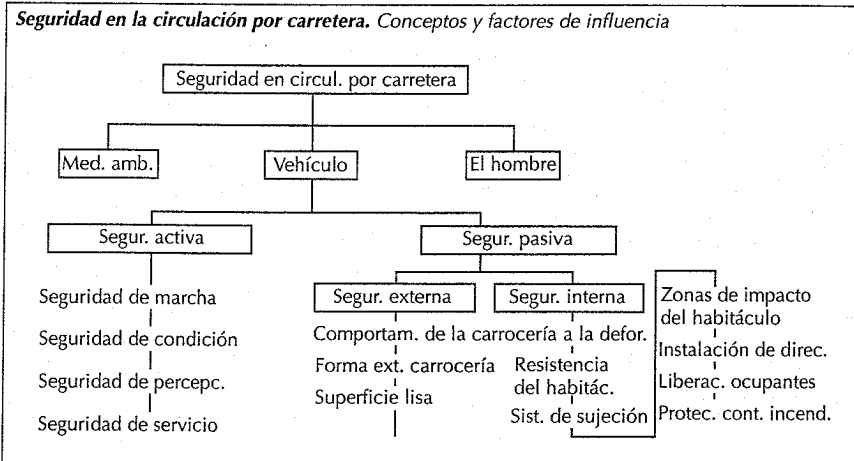 Seguridad en la circulación por carretera. Conceptos y factores de influencia
Seguridad en circul. por carretera
Med. amb.
Vehículo
El hombre
Segur. activa
Segur. pasiva
Seguridad de marcha
Seguridad de condición
Seguridad de percepc.
Seguridad de servicio
Segur. externa
Segur. interna
Comportam. de la carrocería a la defor.
Forma ext. carrocería
Superficie lisa
Resistencia
del habitác.
Sist. de sujeción
Zonas de impacto
del habitáculo
Instalación de direc.
Liberac. ocupantes
Protec. cont. incend.